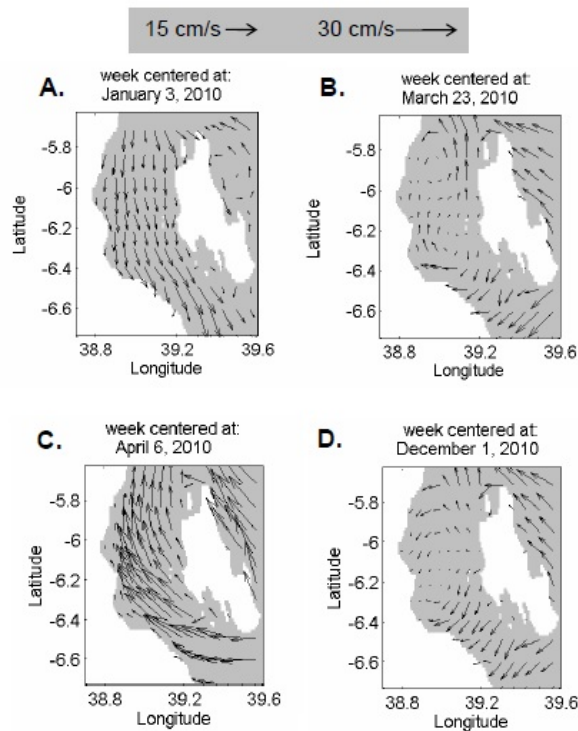 15 cm/s 30 cm/s
A.
week centered at:
January 3, 2010
-5.8
-6
-6.2
-6.4
-6.6
Latitude
38.8 39.2 39.6
Longitude
B.
week centered at:
March 23, 2010
-5.8
-6
-6.2
-6.4
-6.6
Latitude
38.8 39.2 39.6
Longitude
C.
week centered at:
April 6, 2010
-5.8
-6
-6.2
-6.4
-6.6
Latitude
38.8 39.2 39.6
Longitude
D.
week centered at:
December 1, 2010
-5.8
-6
-6.2
-6.4
-6.6
Latitude
38.8 39.2 39.6
Longitude